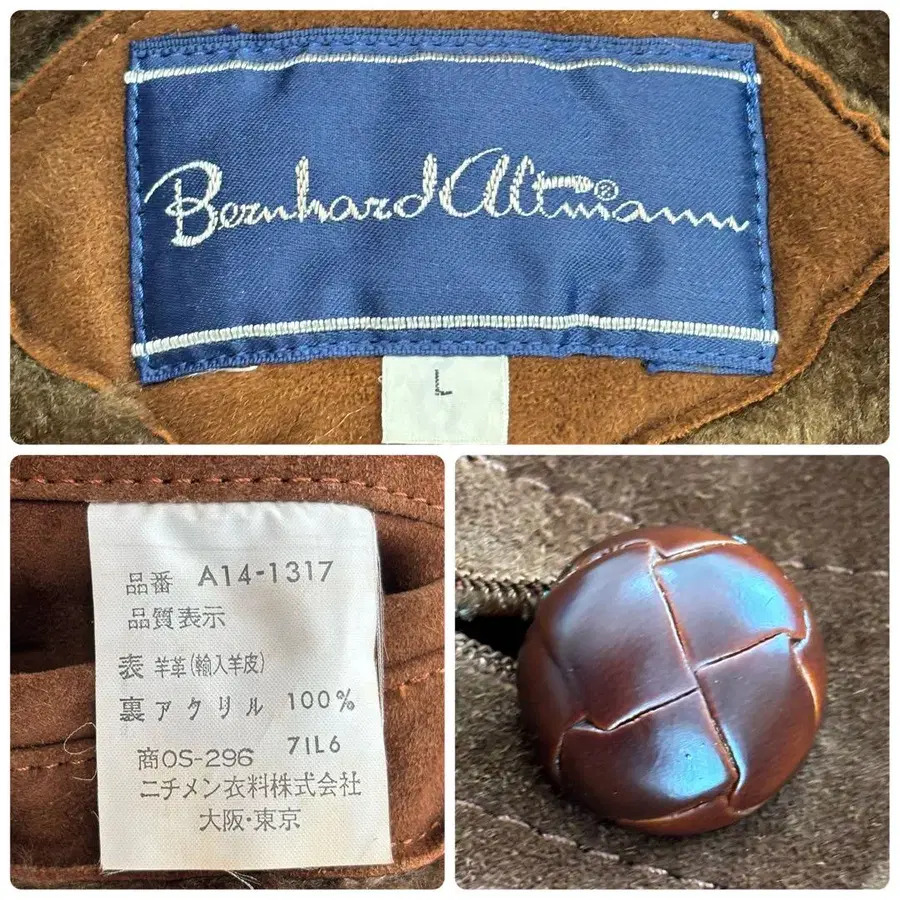 Bernhard Altmann®
L
品番 A14-1317
品質表示
表 羊革(輸入羊皮)
裏 アクリル 100%
商OS-296 71L6
ニチメン衣料株式会社
大阪・東京